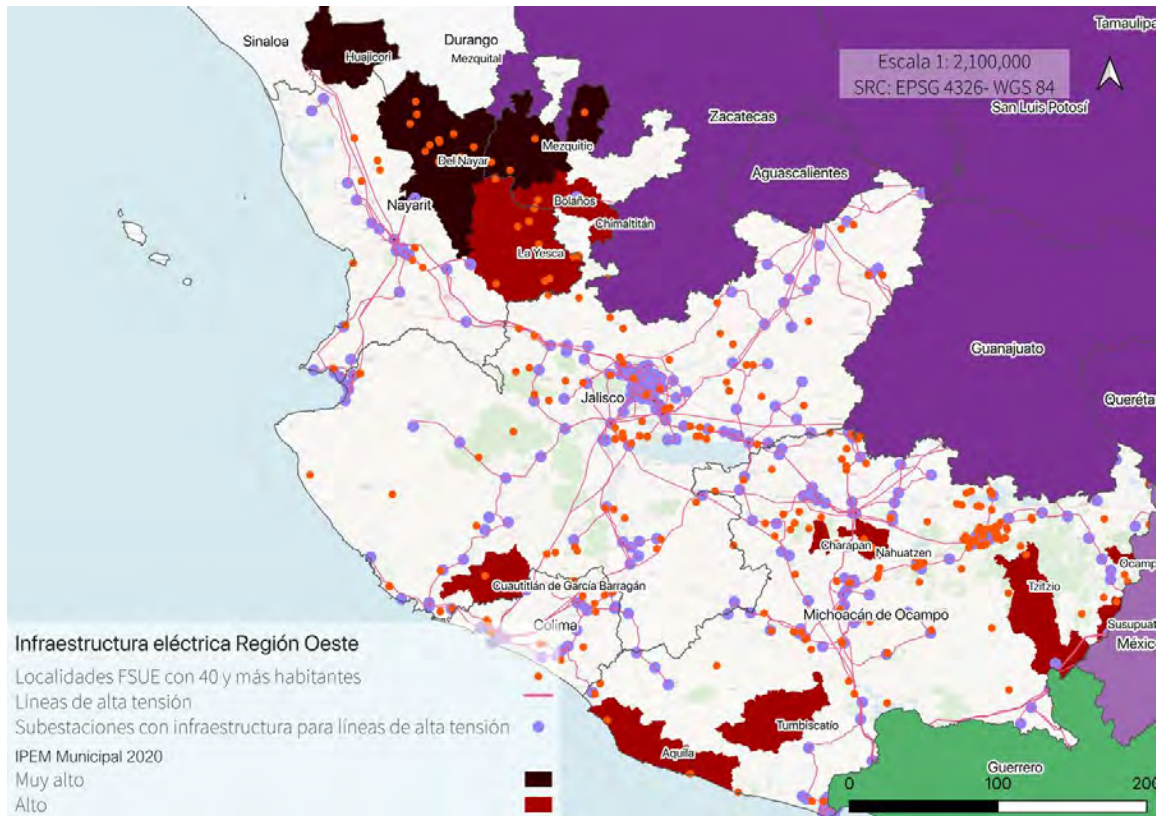 Tamaulipa
Sinaloa
Durango
Huajicori
Mezquital
Escala 1: 2,100,000
SRC: EPSG 4326- WGS 84
San Luis Potosí
Zacatecas
Mezquitic
Del Nayar
Aguascalientes
Nayarit
Bolaños
Chimaltitán
La Yesca
Guanajuato
Jalisco
Queréta
Charapan
Nahuatzen
Ocamp
Cuautitlán de García Barragán
Tzitzio
Colima
Michoacán de Ocampo
Susupuat
Méxic
Tumbiscatío
Aquila
Guerrero
0 100 200
Infraestructura eléctrica Región Oeste
Localidades FSUE con 40 y más habitantes
Líneas de alta tensión
Subestaciones con infraestructura para líneas de alta tensión
IPEM Municipal 2020
Muy alto
Alto